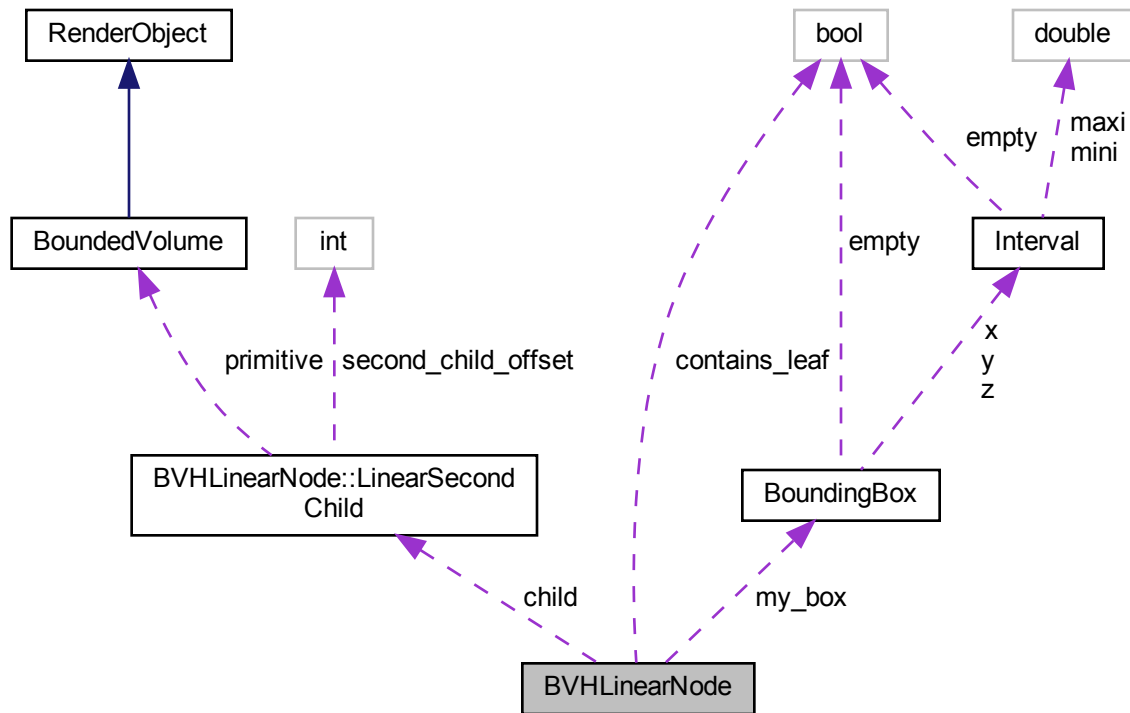 RenderObject
bool
double
empty
maxi
mini
BoundedVolume
int
empty
Interval
primitive
second_child_offset
contains_leaf
x
y
z
BVHLinearNode::LinearSecond
Child
BoundingBox
child
my_box
BVHLinearNode